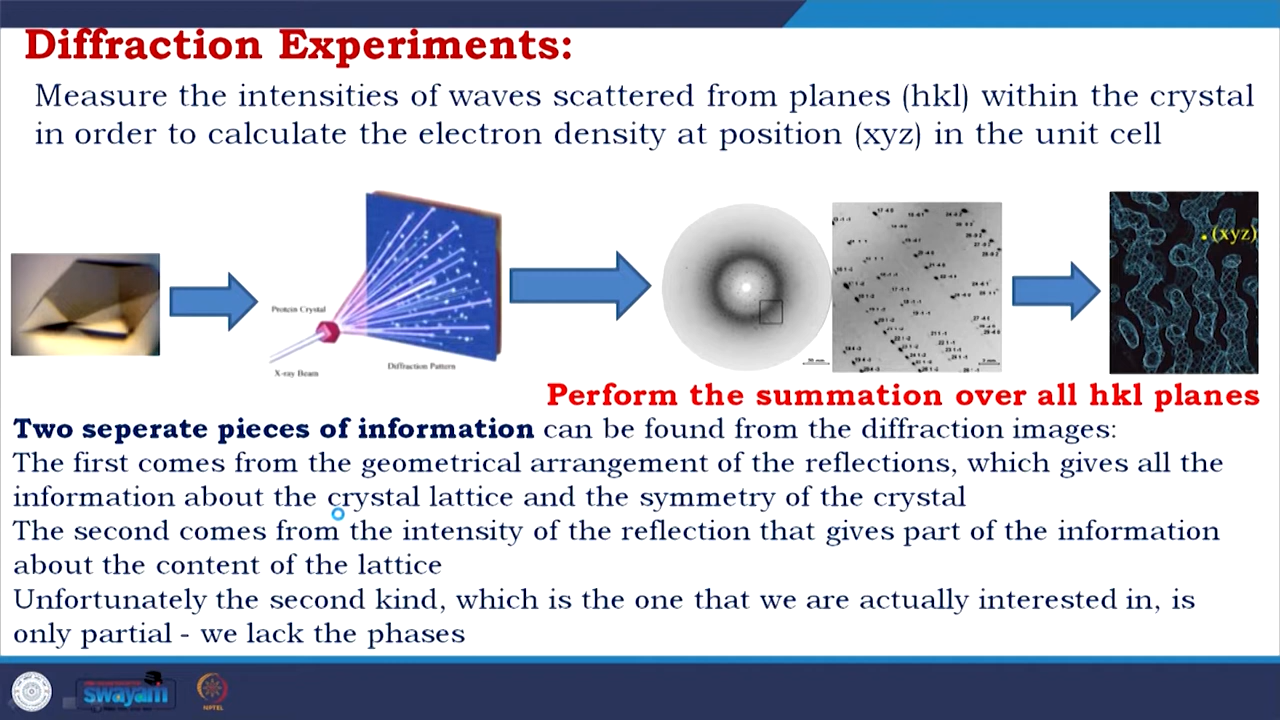 Diffraction Experiments:
Measure the intensities of waves scattered from planes (hkl) within the crystal
in order to calculate the electron density at position (xyz) in the unit cell
(xyz)
Protein Crystal
X-ray Beam
Diffraction Pattern
Perform the summation over all hkl planes
Two seperate pieces of information can be found from the diffraction images:
The first comes from the geometrical arrangement of the reflections, which gives all the
information about the crystal lattice and the symmetry of the crystal
The second comes from the intensity of the reflection that gives part of the information
about the content of the lattice
Unfortunately the second kind, which is the one that we are actually interested in, is
only partial - we lack the phases
swayam
NPTEL